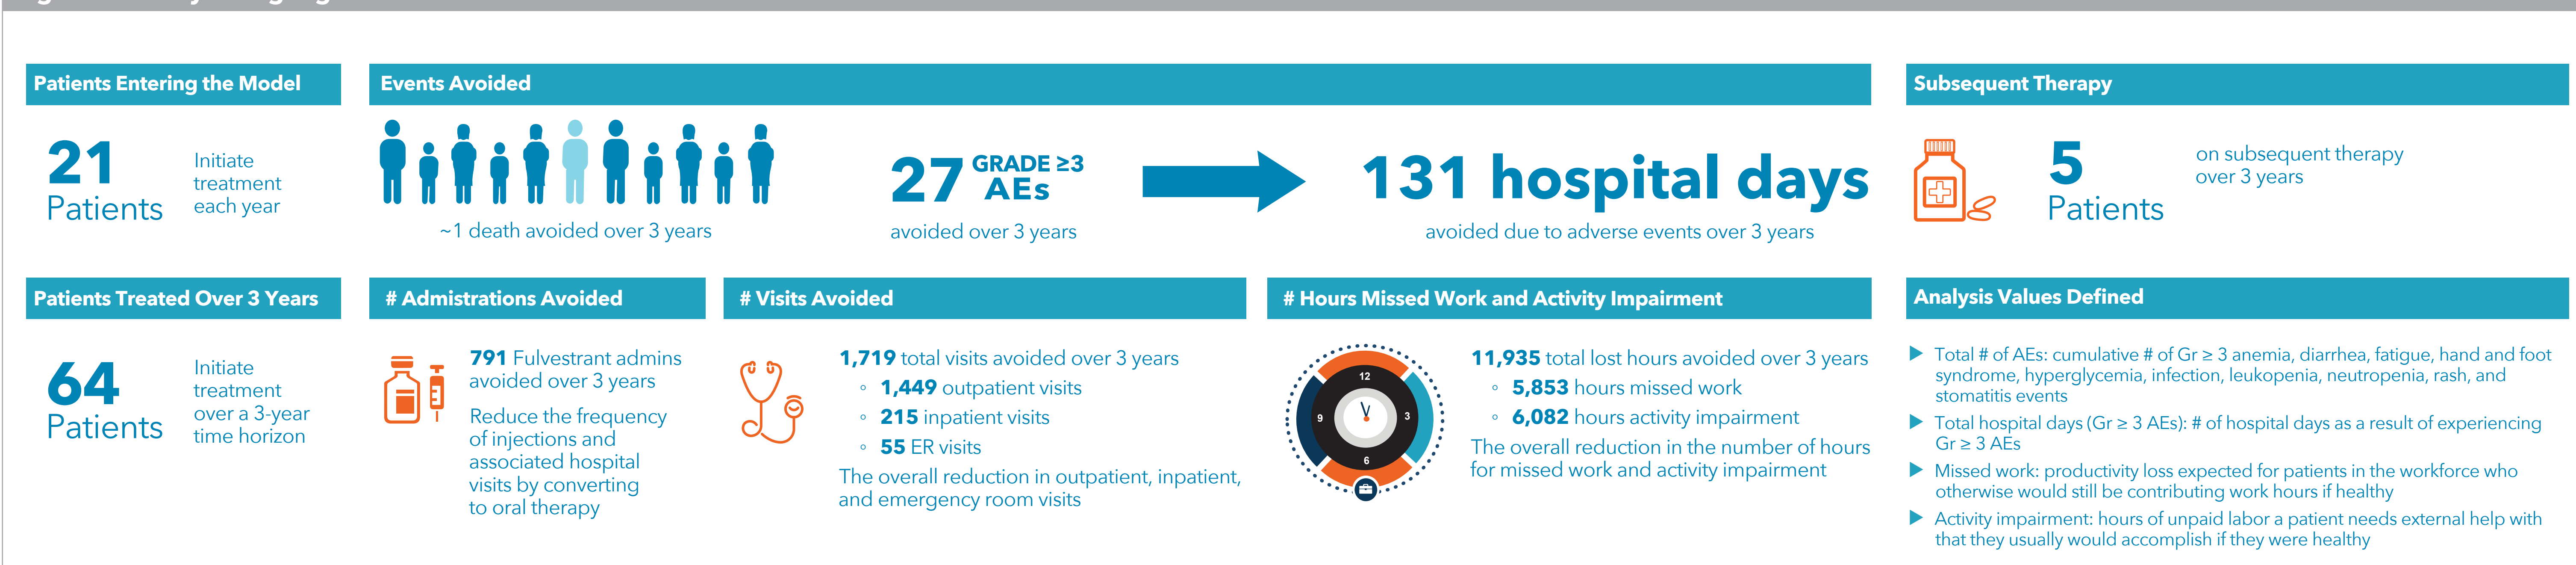 Patients Entering the Model
21
Patients
Initiate
treatment
each year
Events Avoided
~1 death avoided over 3 years
27 GRADE ≥3
AEs
avoided over 3 years
131 hospital days
avoided due to adverse events over 3 years
Subsequent Therapy
5
Patients
on subsequent therapy
over 3 years
Patients Treated Over 3 Years
64
Patients
Initiate
treatment
over a 3-year
time horizon
# Admistrations Avoided
791 Fulvestrant admins
avoided over 3 years
Reduce the frequency
of injections and
associated hospital
visits by converting
to oral therapy
# Visits Avoided
1,719 total visits avoided over 3 years
◦ 1,449 outpatient visits
◦ 215 inpatient visits
◦ 55 ER visits
The overall reduction in outpatient, inpatient,
and emergency room visits
# Hours Missed Work and Activity Impairment
12
3
6
9
11,935 total lost hours avoided over 3 years
◦ 5,853 hours missed work
◦ 6,082 hours activity impairment
The overall reduction in the number of hours
for missed work and activity impairment
Analysis Values Defined
▶ Total # of AEs: cumulative # of Gr ≥ 3 anemia, diarrhea, fatigue, hand and foot
syndrome, hyperglycemia, infection, leukopenia, neutropenia, rash, and
stomatitis events
▶ Total hospital days (Gr ≥ 3 AEs): # of hospital days as a result of experiencing
Gr ≥ 3 AEs
▶ Missed work: productivity loss expected for patients in the workforce who
otherwise would still be contributing work hours if healthy
▶ Activity impairment: hours of unpaid labor a patient needs external help with
that they usually would accomplish if they were healthy